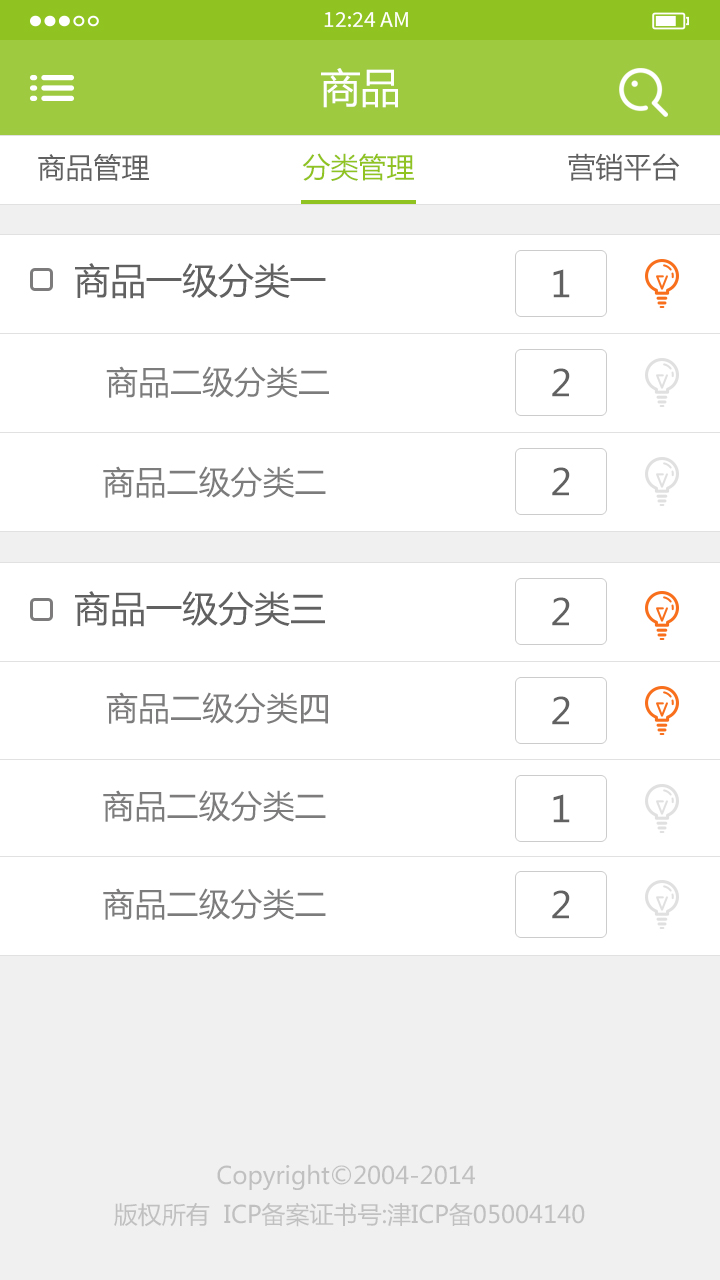 12:24 AM
商品
商品管理 分类管理 营销平台
商品一级分类一 1
商品二级分类二 2
商品二级分类二 2
商品一级分类三 2
商品二级分类四 2
商品二级分类二 1
商品二级分类二 2
Copyright©2004-2014
版权所有 ICP备案证书号:津ICP备05004140